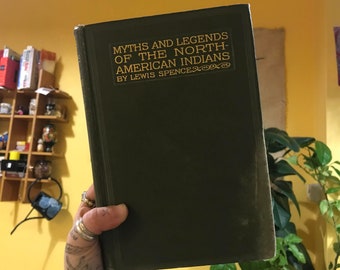 MYTHS AND LEGENDS
OF THE NORTH-
AMERICAN INDIANS
BY LEWIS SPENCE